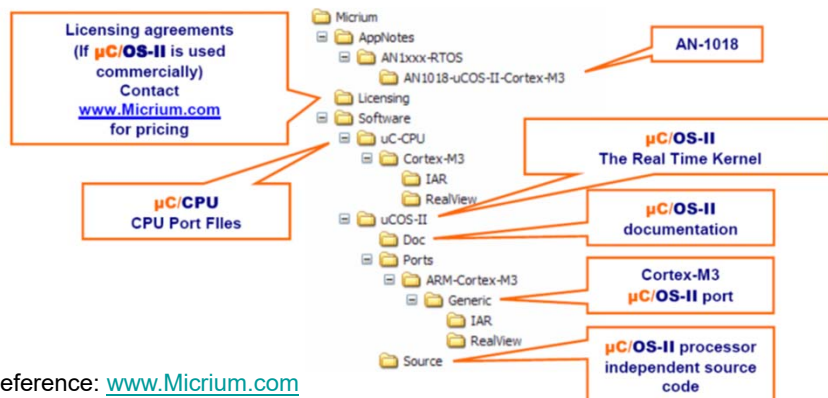 Licensing agreements
(If µC/OS-II is used
commercially)
Contact
www.Micrium.com
for pricing
µC/CPU
CPU Port FIles
Micrium
AppNotes
AN1xxx-RTOS
AN1018-uCOS-II-Cortex-M3
Licensing
Software
uC-CPU
Cortex-M3
IAR
RealView
uCOS-II
Doc
Ports
ARM-Cortex-M3
Generic
IAR
RealView
Source
AN-1018
µC/OS-II
The Real Time Kernel
µC/OS-II
documentation
Cortex-M3
µC/OS-II port
µC/OS-II processor
independent source
code
eference: www.Micrium.com